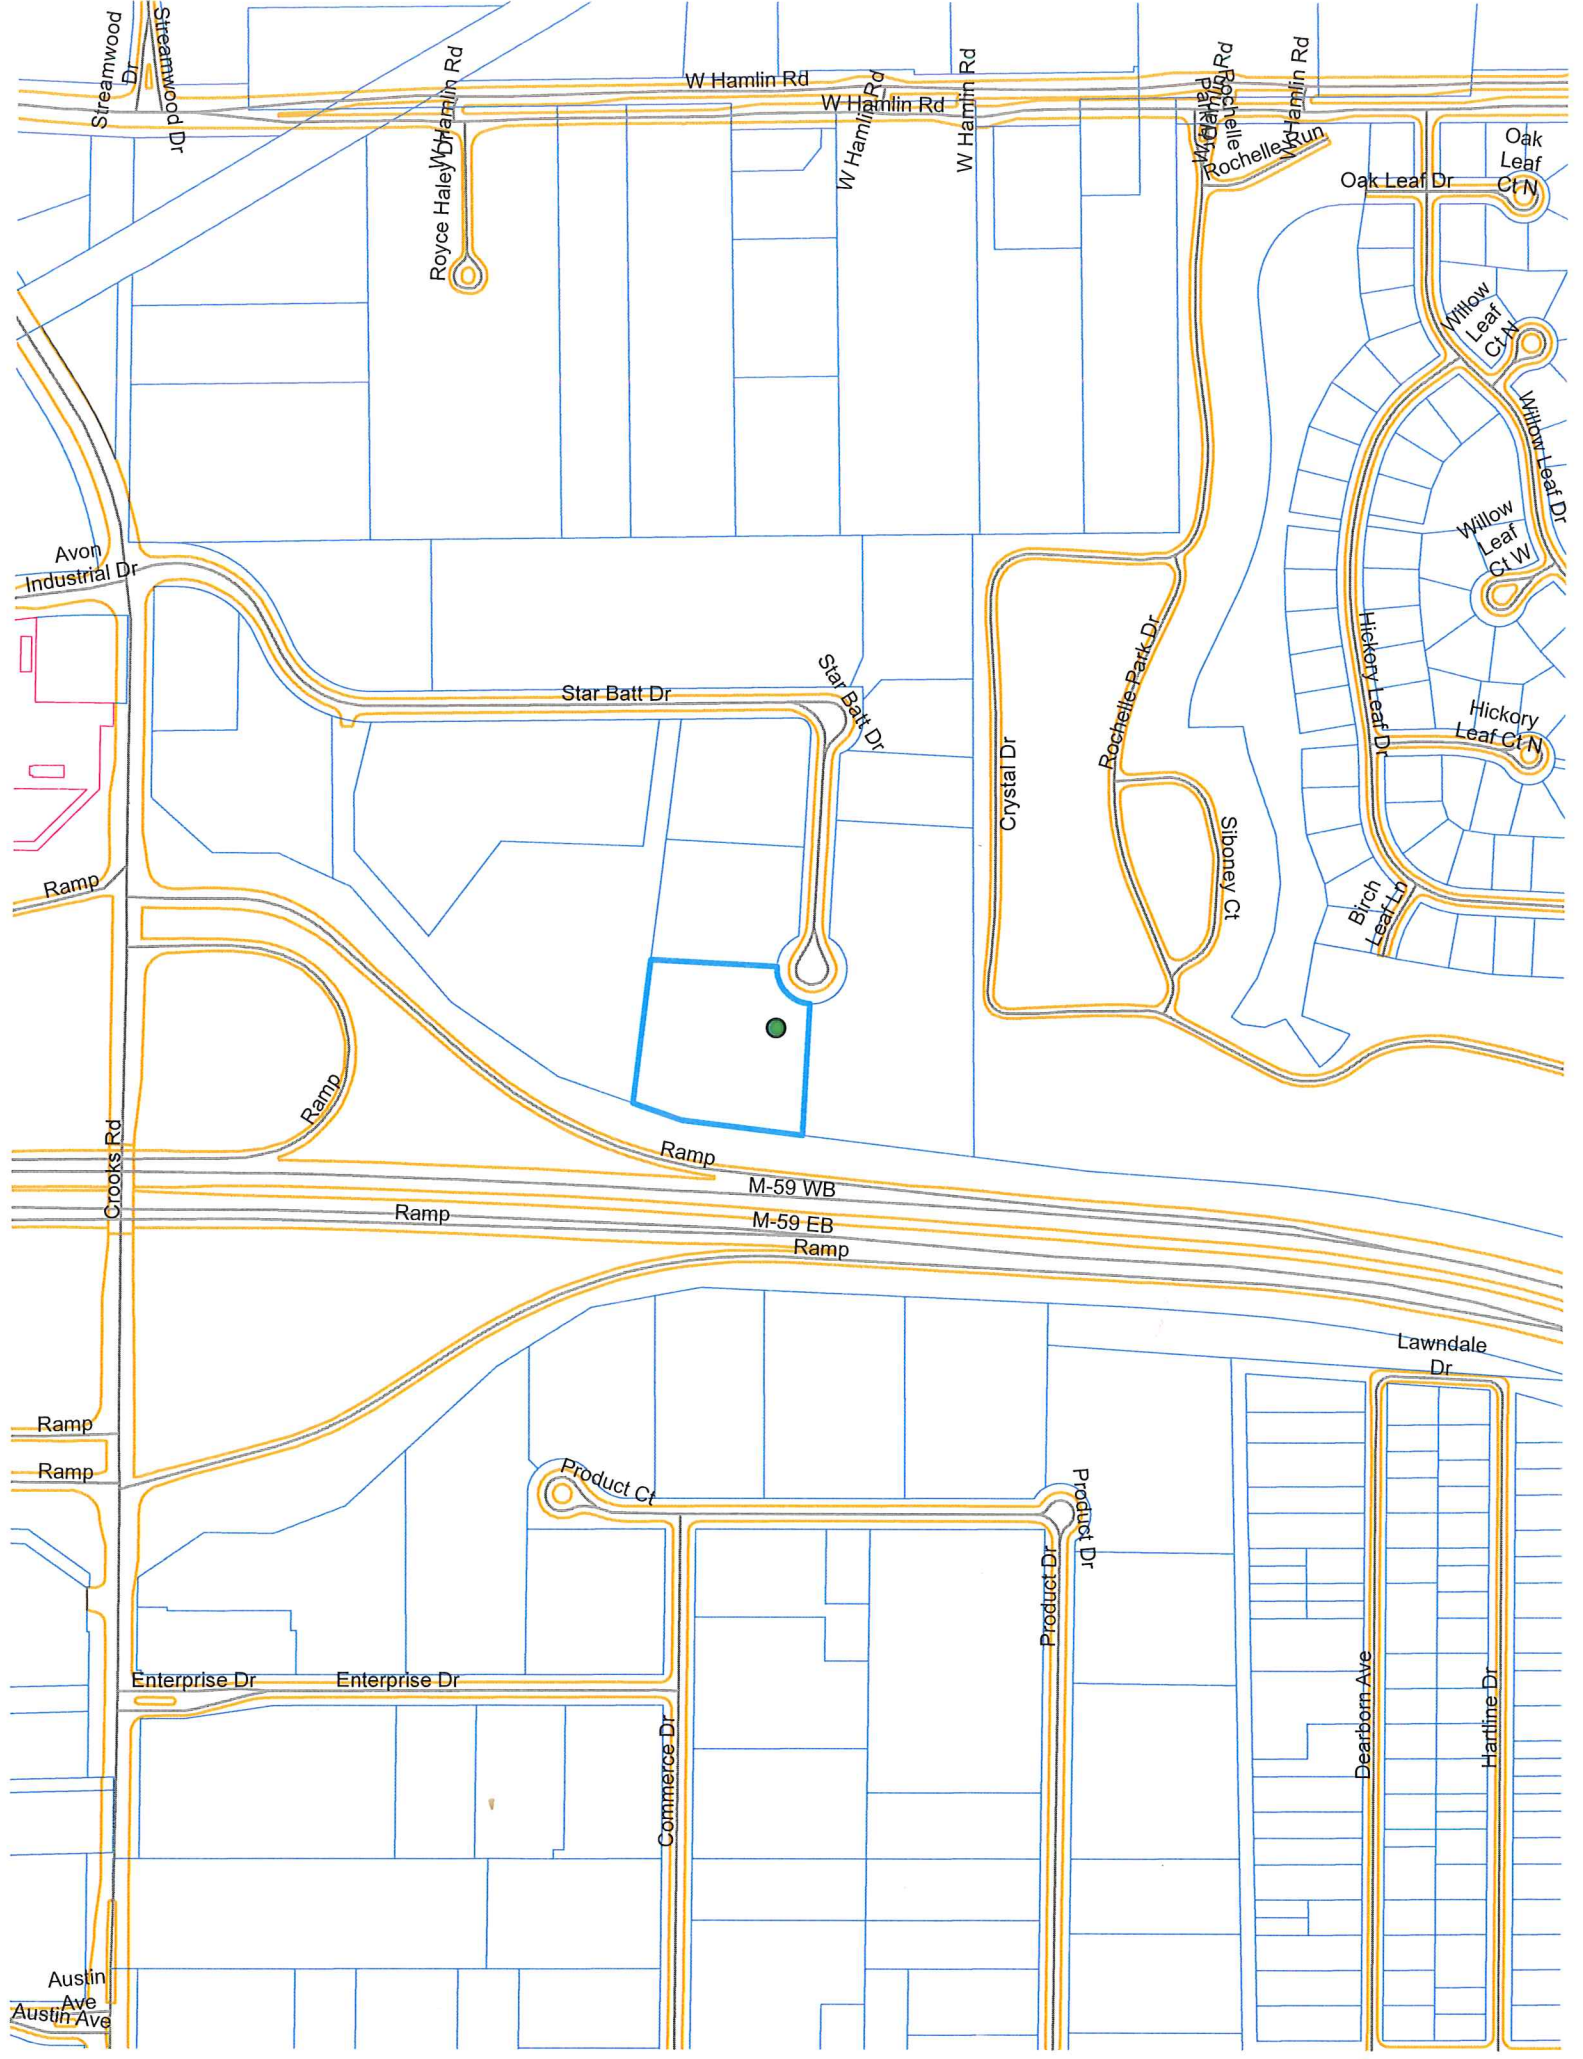 Streamwood
Dr
Streamwood Dr
W Hamlin Rd
W Hamlin Rd
W Hamlin Rd
W Hamlin Rd
W Hamlin Rd
Royce Haley Dr
Rochelle
Rochelle Run
Oak Leaf Dr
Oak
Leaf
Ct N
Willow
Leaf
Ct N
Willow Leaf Dr
Willow
Leaf
Ct W
Avon
Industrial Dr
Star Batt Dr
Star Batt Dr
Crystal Dr
Rochelle Park Dr
Siboney Ct
Hickory Leaf Dr
Hickory
Leaf Ct N
Birch
Leaf Ln
Ramp
Ramp
Crooks Rd
Ramp
M-59 WB
Ramp
M-59 EB
Ramp
Lawndale
Dr
Ramp
Ramp
Product Ct
Product Dr
Product Dr
Enterprise Dr
Enterprise Dr
Commerce Dr
Dearborn Ave
Hartline Dr
Austin
Ave
Austin Ave